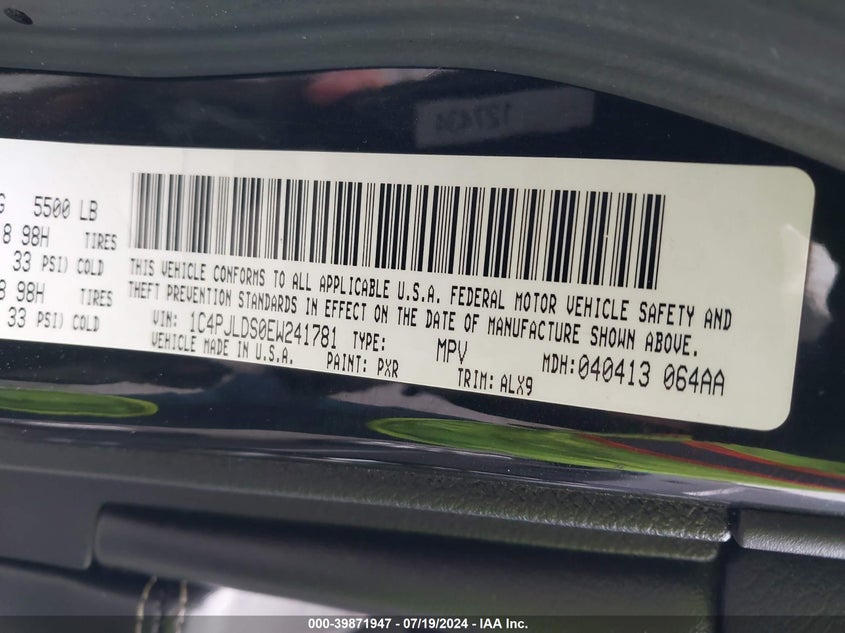 127434
G 5500 LB
8 98H TIRES
33 PSI) COLD
8 98H TIRES
33 PSI) COLD
THIS VEHICLE CONFORMS TO ALL APPLICABLE U.S.A. FEDERAL MOTOR VEHICLE SAFETY AND
THEFT PREVENTION STANDARDS IN EFFECT ON THE DATE OF MANUFACTURE SHOWN ABOVE.
VIN: 1C4PJLDS0EW241781 TYPE: MPV MDH: 040413 064AA
VEHICLE MADE IN U.S.A. PAINT: PXR TRIM: ALX9
000-39871947 / 07/19/2024 / IAA Inc.